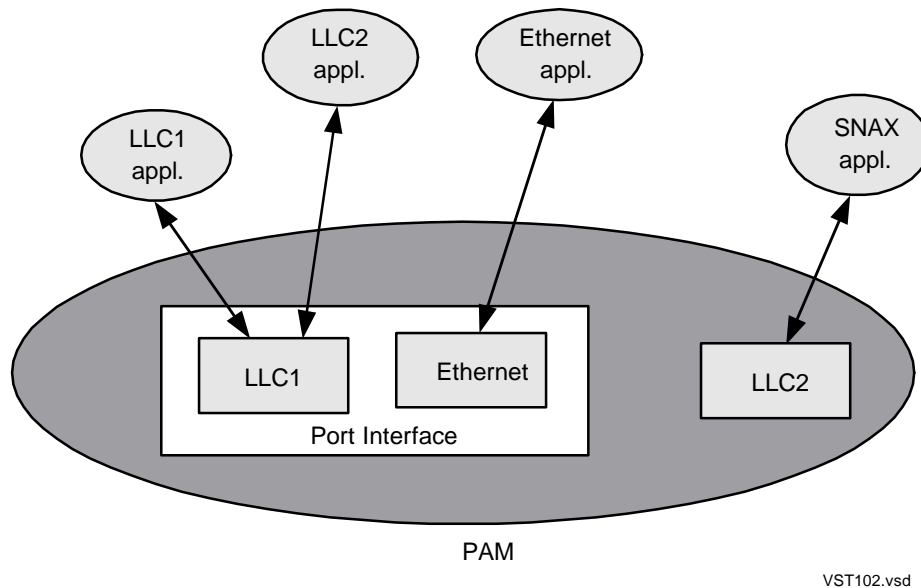 LLC2
appl.
Ethernet
appl.
LLC1
appl.
SNAX
appl.
LLC1
Ethernet
LLC2
Port Interface
PAM
VST102.vsd